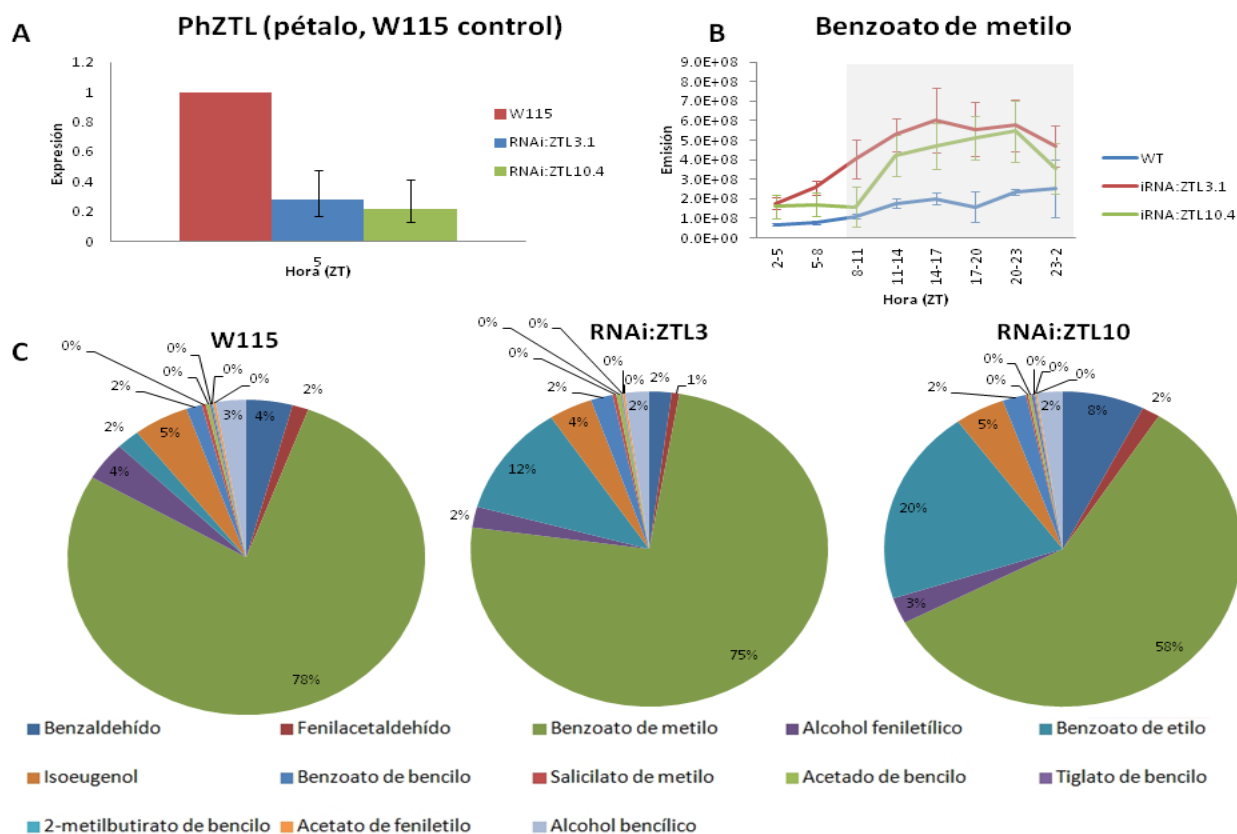 A
PhZTL (pétalo, W115 control)
1.2
1
0.8
0.6
0.4
0.2
0
Expresión
5
Hora (ZT)
W115
RNAi:ZTL3.1
RNAi:ZTL10.4
B
Benzoato de metilo
9.0E+08
8.0E+08
7.0E+08
6.0E+08
5.0E+08
4.0E+08
3.0E+08
2.0E+08
1.0E+08
0.0E+00
Emisión
2-5
5-8
8-11
11-14
14-17
17-20
20-23
23-2
Hora (ZT)
WT
iRNA:ZTL3.1
iRNA:ZTL10.4
C
W115
0%
0%
0%
0%
0%
2%
3%
4%
2%
5%
2%
4%
78%
RNAi:ZTL3
0%
0%
0%
0%
0%
2%
2%
2%
1%
4%
12%
2%
75%
RNAi:ZTL10
0%
0%
0%
0%
0%
2%
2%
8%
2%
5%
20%
3%
58%
Benzaldehído
Fenilacetaldehído
Benzoato de metilo
Alcohol feniletílico
Benzoato de etilo
Isoeugenol
Benzoato de bencilo
Salicilato de metilo
Acetado de bencilo
Tiglato de bencilo
2-metilbutirato de bencilo
Acetato de feniletilo
Alcohol bencílico